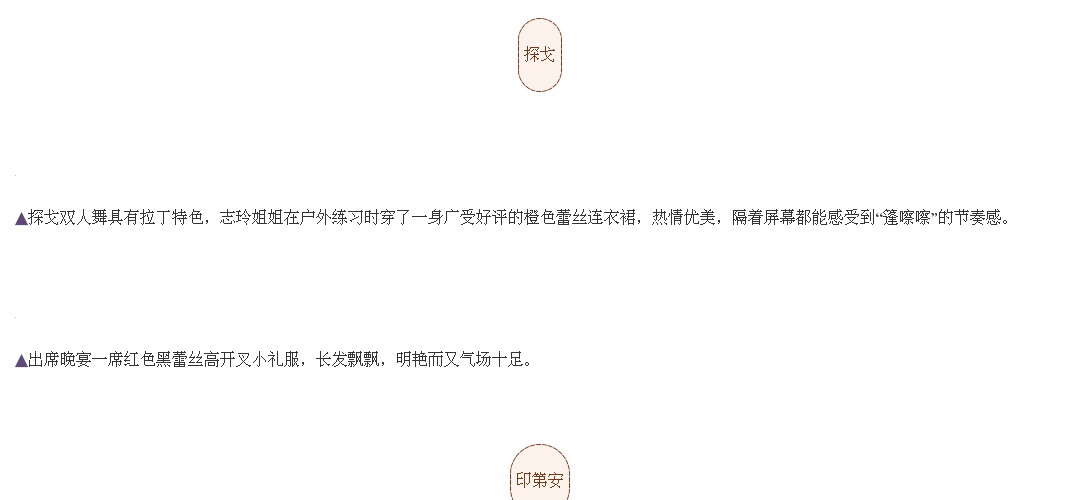 探戈
▲探戈双人舞具有拉丁特色，志玲姐姐在户外练习时穿了一身广受好评的橙色蕾丝连衣裙，热情优美，隔着屏幕都能感受到“篷嚓嚓”的节奏感。
▲出席晚宴一席红色黑蕾丝高开叉小礼服，长发飘飘，明艳而又气场十足。
印第安